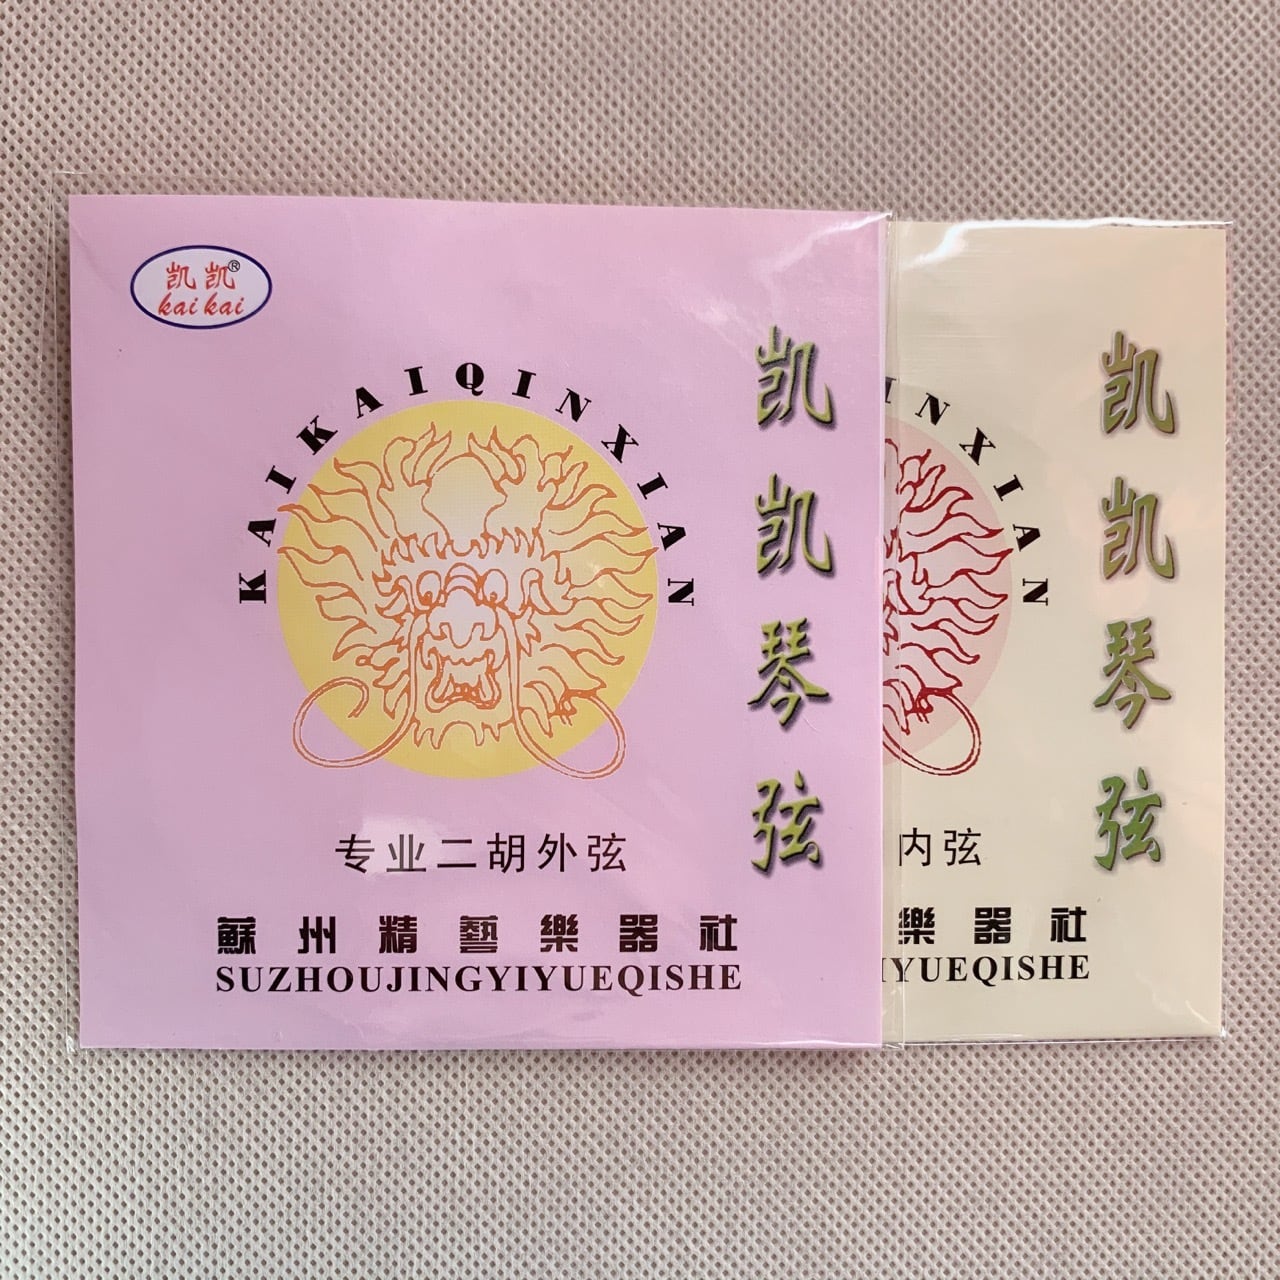 凯凯®
kai kai
KAIKAIQINXIAN
凯凯琴弦
专业二胡外弦
蘇州精藝樂器社
SUZHOUJINGYIYUEQISHE
INXIAN
凯凯琴弦
内弦
樂器社
IYUEQISHE